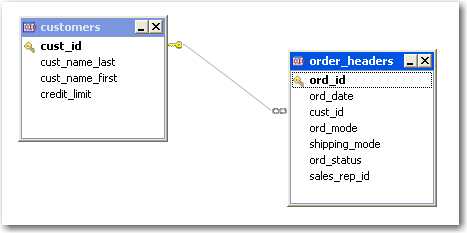 customers
cust_id
cust_name_last
cust_name_first
credit_limit
order_headers
ord_id
ord_date
cust_id
ord_mode
shipping_mode
ord_status
sales_rep_id